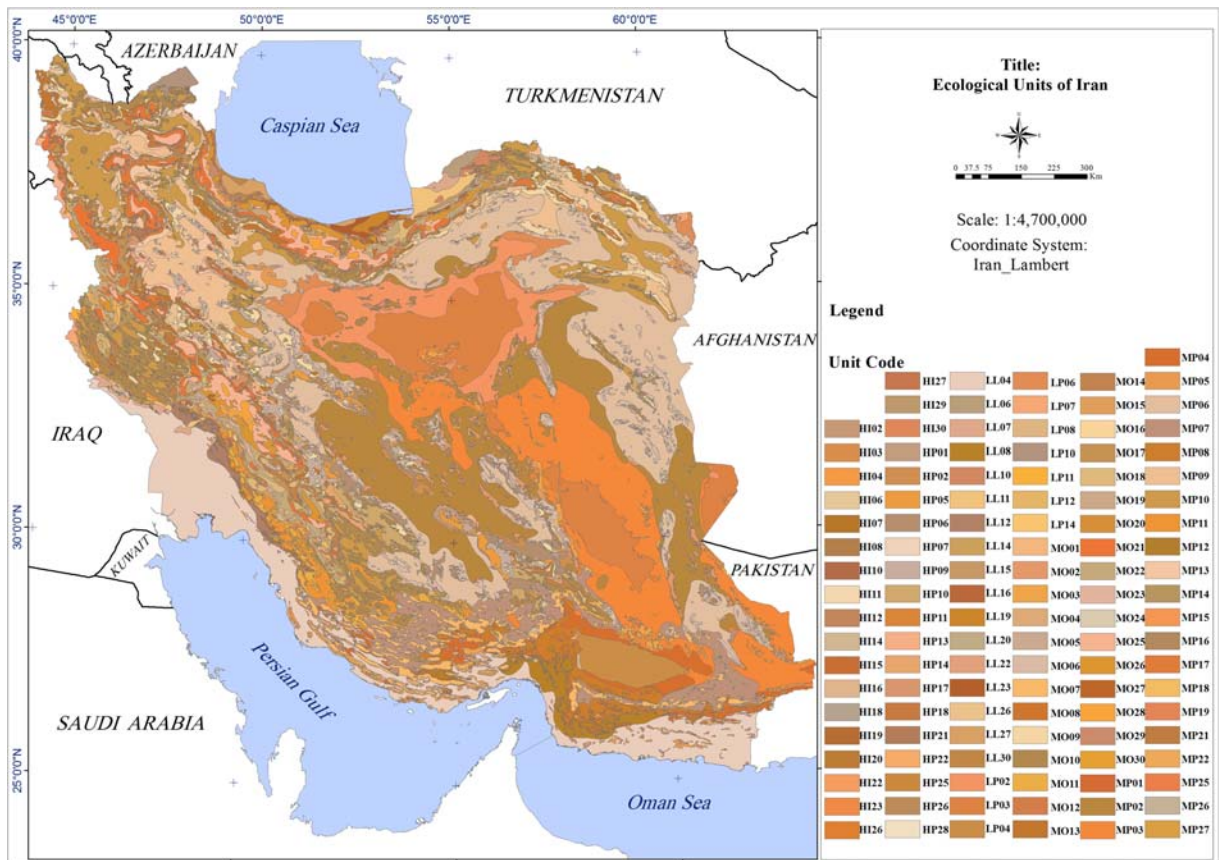 45°0'0"E
50°0'0"E
55°0'0"E
60°0'0"E
40°0'0"N
35°0'0"N
30°0'0"N
25°0'0"N
AZERBAIJAN
TURKMENISTAN
Caspian Sea
AFGHANISTAN
IRAQ
KUWAIT
PAKISTAN
Persian Gulf
SAUDI ARABIA
Oman Sea
Title:
Ecological Units of Iran
N
0 37.5 75 150 225 300
Km
Scale: 1:4,700,000
Coordinate System:
Iran_Lambert
Legend
Unit Code
HI02
HI03
HI04
HI06
HI07
HI08
HI10
HI11
HI12
HI14
HI15
HI16
HI18
HI19
HI20
HI22
HI23
HI26
HI27
HI29
HI30
HP01
HP02
HP05
HP06
HP07
HP09
HP10
HP11
HP13
HP14
HP17
HP18
HP21
HP22
HP25
HP26
HP28
LL04
LL06
LL07
LL08
LL10
LL11
LL12
LL14
LL15
LL16
LL19
LL20
LL22
LL23
LL26
LL27
LL30
LP02
LP03
LP04
LP06
LP07
LP08
LP10
LP11
LP12
LP14
MO01
MO02
MO03
MO04
MO05
MO06
MO07
MO08
MO09
MO10
MO11
MO12
MO13
MO14
MO15
MO16
MO17
MO18
MO19
MO20
MO21
MO22
MO23
MO24
MO25
MO26
MO27
MO28
MO29
MO30
MP01
MP02
MP03
MP04
MP05
MP06
MP07
MP08
MP09
MP10
MP11
MP12
MP13
MP14
MP15
MP16
MP17
MP18
MP19
MP21
MP22
MP25
MP26
MP27